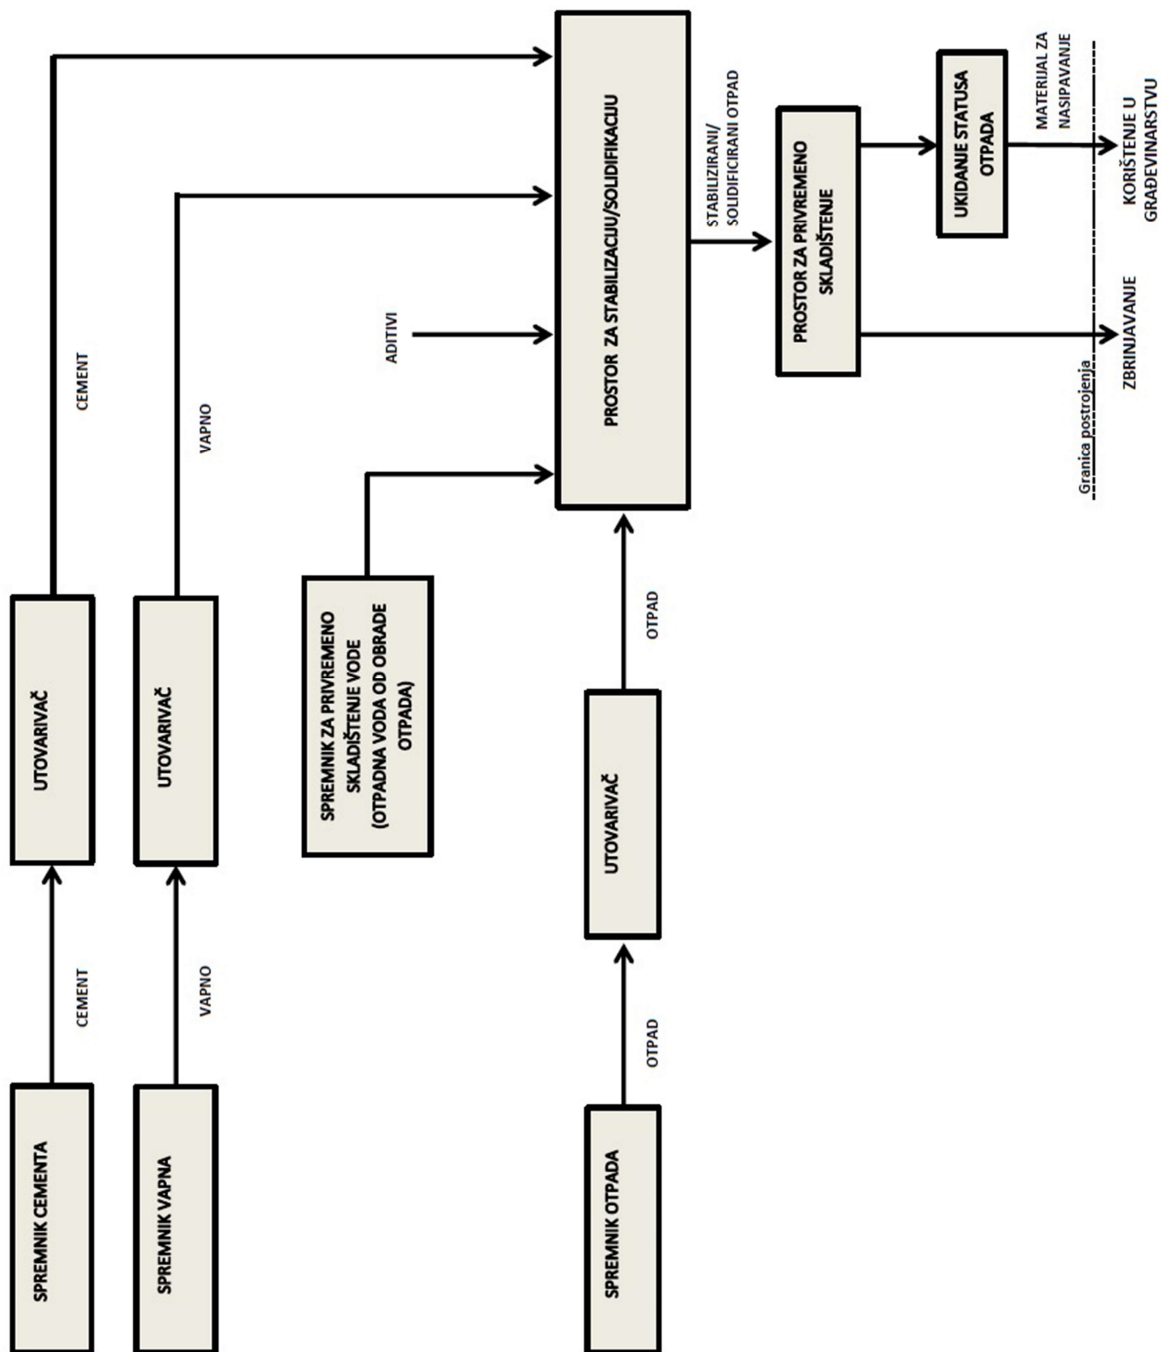 SPREMNIK CEMENTA
CEMENT
UTOVARIVAČ
CEMENT
SPREMNIK VAPNA
VAPNO
UTOVARIVAČ
VAPNO
SPREMNIK ZA PRIVREMENO
SKLADIŠTENJE VODE
(OTPADNA VODA OD OBRADE
OTPADA)
ADITIVI
SPREMNIK OTPADA
OTPAD
UTOVARIVAČ
OTPAD
PROSTOR ZA STABILIZACIJU/SOLIDIFIKACIJU
STABILIZIRANI/
SOLIDIFICIRANI OTPAD
PROSTOR ZA PRIVREMENO
SKLADIŠTENJE
UKIDANJE STATUSA
OTPADA
MATERIJAL ZA
NASIPAVANJE
Granica postrojenja
ZBRINJAVANJE
KORIŠTENJE U
GRAĐEVINARSTVU